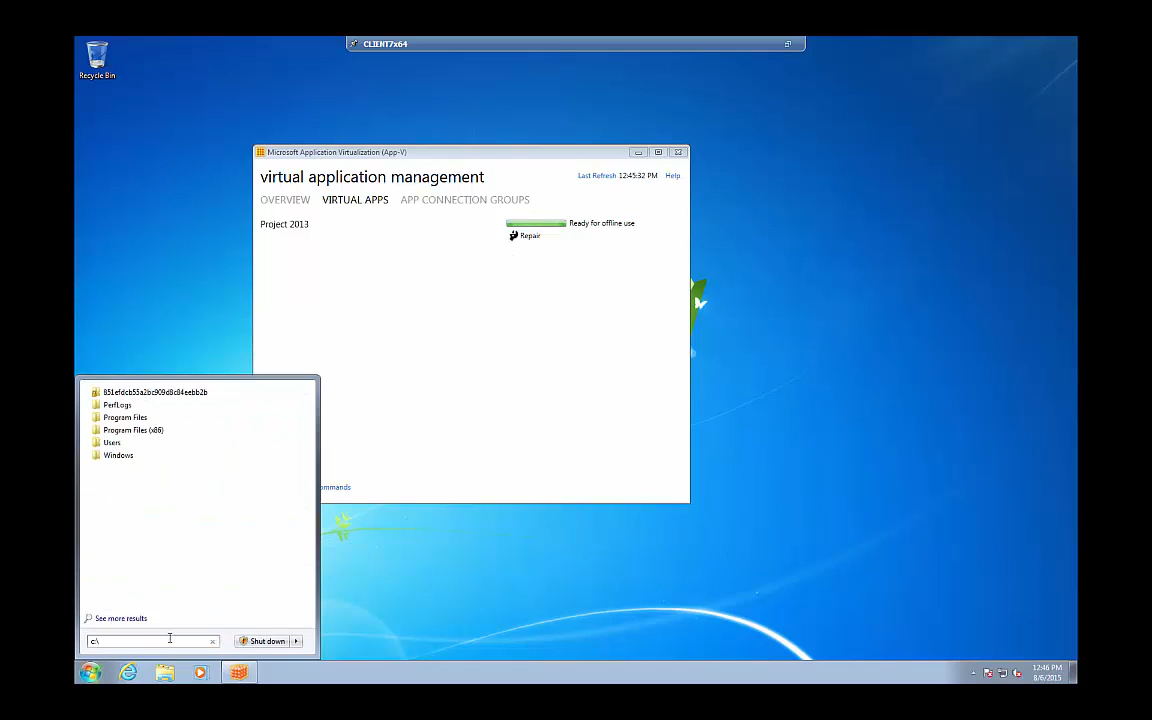 CLIENT7x64
Recycle Bin
Microsoft Application Virtualization (App-V)
virtual application management
Last Refresh 12:45:32 PM Help
OVERVIEW VIRTUAL APPS APP CONNECTION GROUPS
Project 2013
Ready for offline use
Repair
851efdcb55a2bc909d8c84eebb2b
PerfLogs
Program Files
Program Files (x86)
Users
Windows
ommands
See more results
c:\
Shut down
12:46 PM
8/6/2015